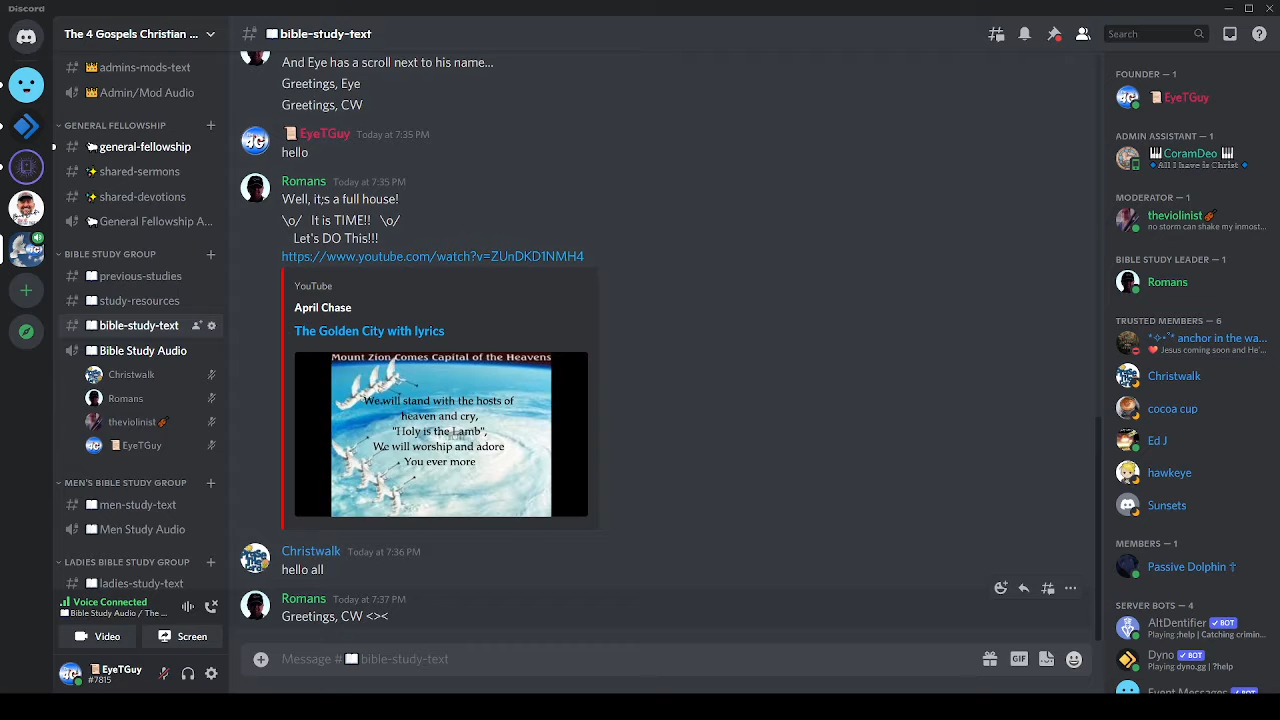 Discord
The 4 Gospels Christian ...
admins-mods-text
Admin/Mod Audio
GENERAL FELLOWSHIP
general-fellowship
shared-sermons
shared-devotions
General Fellowship A...
BIBLE STUDY GROUP
previous-studies
study-resources
bible-study-text
Bible Study Audio
Christwalk
Romans
theviolinist
EyeTGuy
MEN'S BIBLE STUDY GROUP
men-study-text
Men Study Audio
LADIES BIBLE STUDY GROUP
ladies-study-text
Voice Connected
Bible Study Audio / The ...
Video
Screen
EyeTGuy
#7815
bible-study-text
Search
And Eye has a scroll next to his name...
Greetings, Eye
Greetings, CW
EyeTGuy Today at 7:35 PM
hello
Romans Today at 7:35 PM
Well, it;s a full house!
\o/ It is TIME!! \o/
Let's DO This!!!
https://www.youtube.com/watch?v=ZUnDKD1NMH4
YouTube
April Chase
The Golden City with lyrics
Mount Zion Comes Capital of the Heavens
We will stand with the hosts of
heaven and cry,
"Holy is the Lamb",
We will worship and adore
You ever more
Christwalk Today at 7:36 PM
hello all
Romans Today at 7:37 PM
Greetings, CW <><
Message # bible-study-text
GIF
FOUNDER — 1
EyeTGuy
ADMIN ASSISTANT — 1
CoramDeo
All I have is Christ
MODERATOR — 1
theviolinist
no storm can shake my inmost...
BIBLE STUDY LEADER — 1
Romans
TRUSTED MEMBERS — 6
anchor in the wa...
Jesus coming soon and He'...
Christwalk
cocoa cup
Ed J
hawkeye
Sunsets
MEMBERS — 1
Passive Dolphin †
SERVER BOTS — 4
AltDentifier BOT
Playing ;help | Catching crimin...
Dyno BOT
Playing dyno.gg | ?help
Event Messages BOT